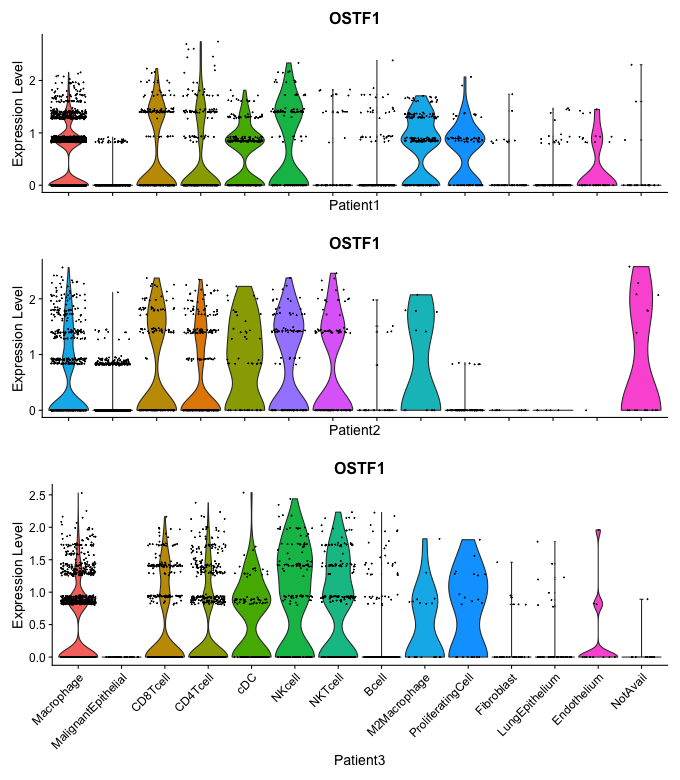 OSTF1
Expression Level
2
1
0
Patient1
OSTF1
Expression Level
2
1
0
Patient2
OSTF1
Expression Level
2.5
2.0
1.5
1.0
0.5
0.0
Macrophage
MalignantEpithelial
CD8Tcell
CD4Tcell
cDC
NKcell
NKTcell
Bcell
M2Macrophage
ProliferatingCell
Fibroblast
LungEpithelium
Endothelium
NotAvail
Patient3